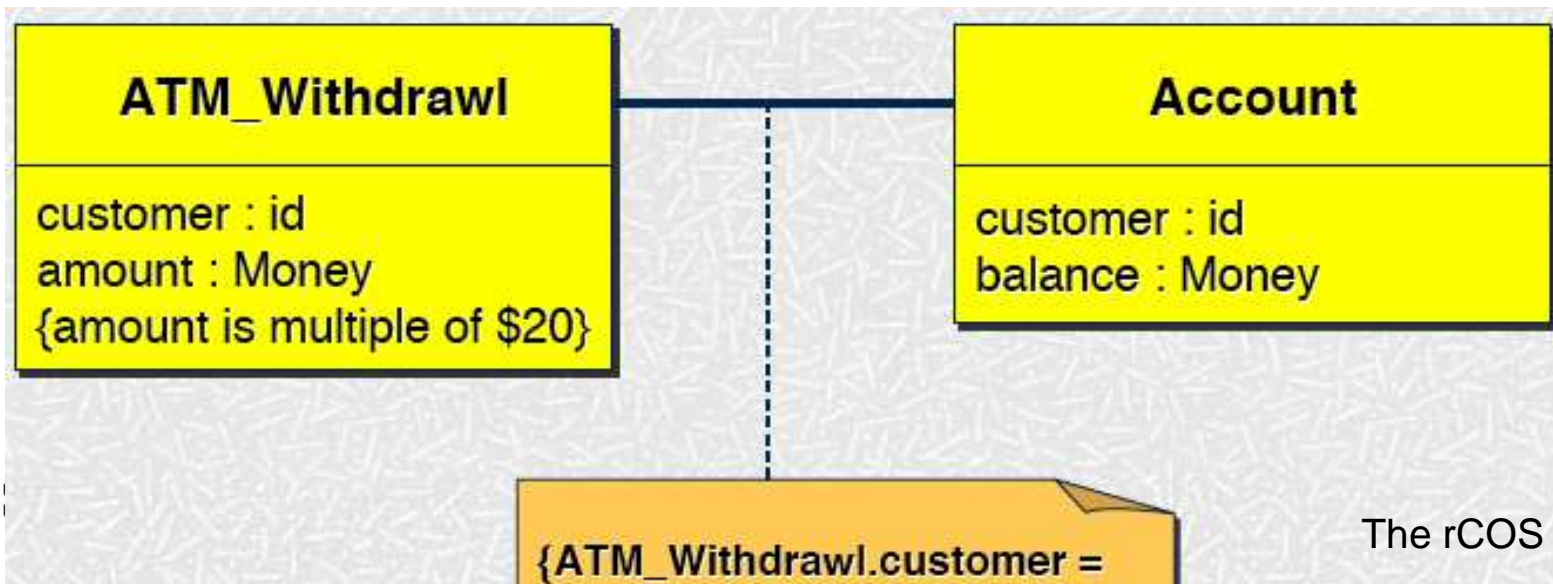 ATM_Withdrawl
customer : id
amount : Money
{amount is multiple of $20}
Account
customer : id
balance : Money
{ATM_Withdrawl.customer =
The rCOS